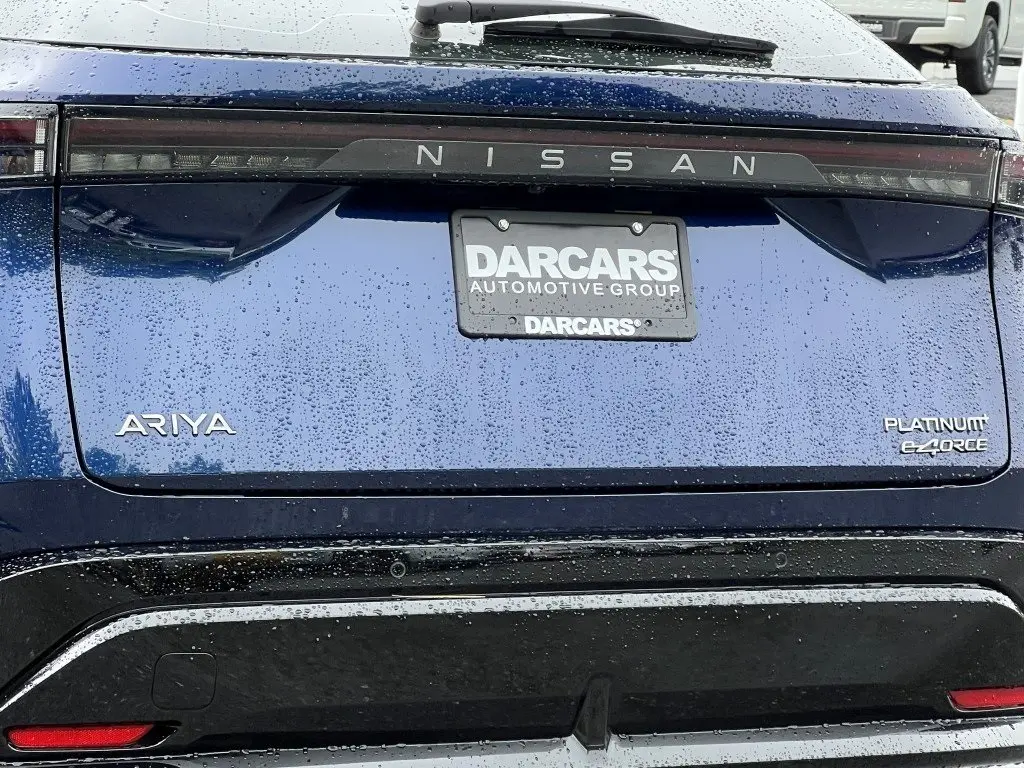 NISSAN
DARCARS
AUTOMOTIVE GROUP
DARCARS®
ARIYA
PLATINUM+
e-4ORCE